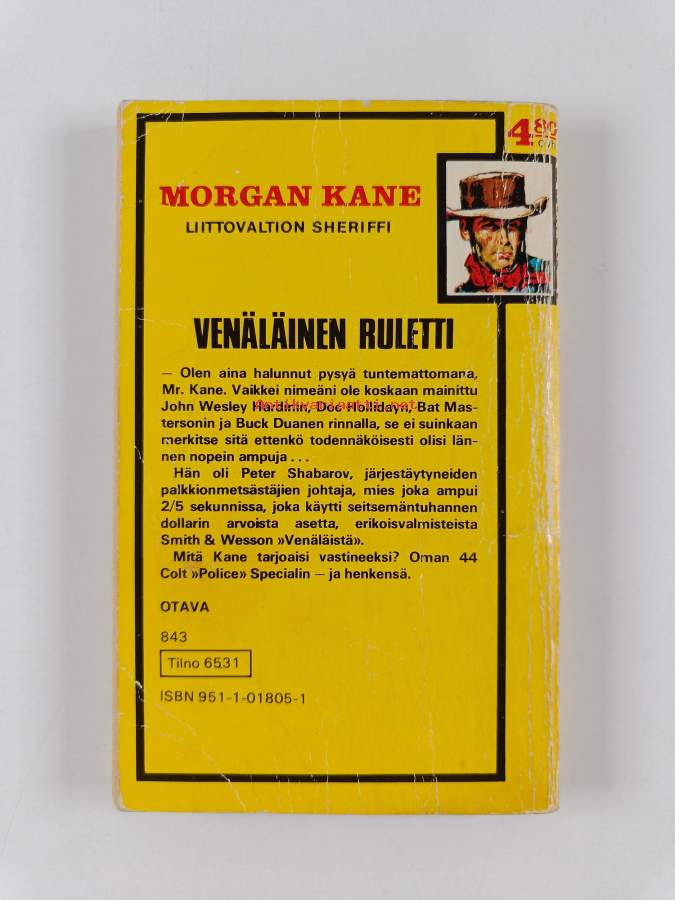 4.80
MORGAN KANE
LIITTOVALTION SHERIFFI
VENÄLÄINEN RULETTI
— Olen aina halunnut pysyä tuntemattomana,
Mr. Kane. Vaikkei nimeäni ole koskaan mainittu
John Wesley Hardinin, Doc Hollidayn, Bat Mas-
tersonin ja Buck Duanen rinnalla, se ei suinkaan
merkitse sitä ettenkö todennäköisesti olisi län-
nen nopein ampuja . . .
Hän oli Peter Shabarov, järjestäytyneiden
palkkionmetsästäjien johtaja, mies joka ampui
2/5 sekunnissa, joka käytti seitsemäntuhannen
dollarin arvoista asetta, erikoisvalmisteista
Smith & Wesson »Venäläistä».
Mitä Kane tarjoaisi vastineeksi? Oman 44
Colt »Police» Specialin — ja henkensä.
OTAVA
843
Tilno 6531
ISBN 951-1-01805-1